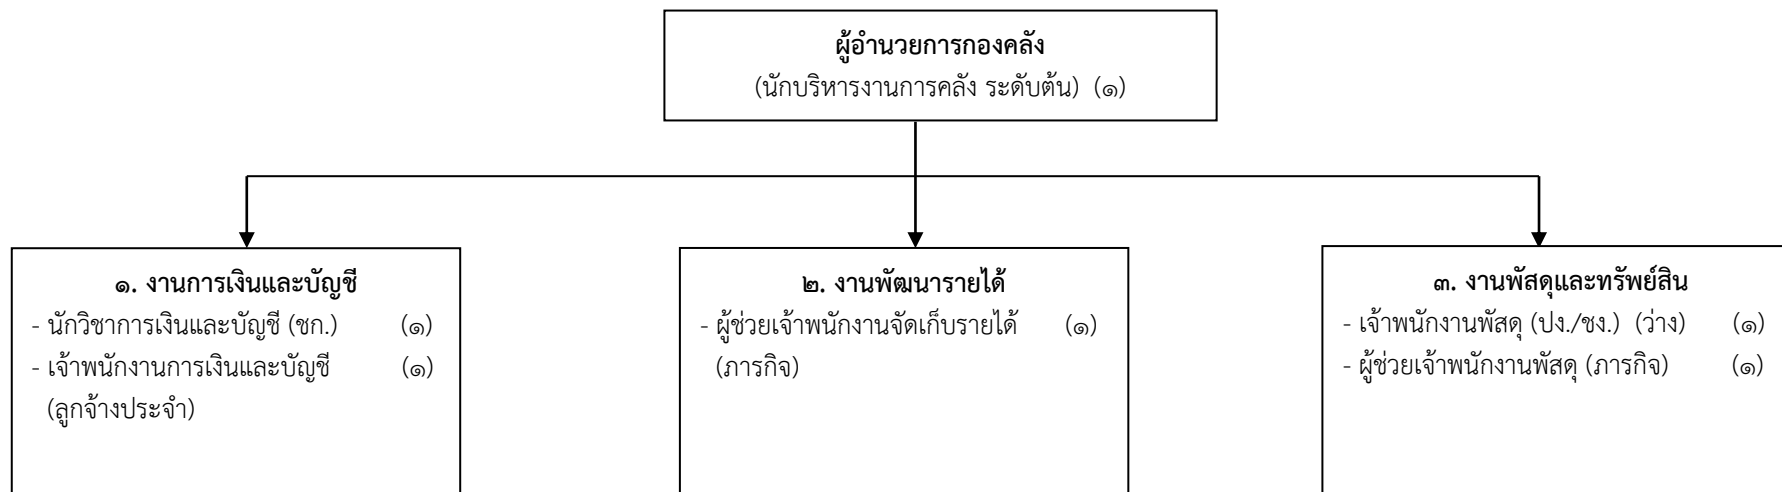 ผู้อำนวยการกองคลัง
(นักบริหารงานการคลัง ระดับต้น) (๑)
๑. งานการเงินและบัญชี
- นักวิชาการเงินและบัญชี (ชก.) (๑)
- เจ้าพนักงานการเงินและบัญชี (๑)
(ลูกจ้างประจำ)
๒. งานพัฒนารายได้
- ผู้ช่วยเจ้าพนักงานจัดเก็บรายได้ (๑)
(ภารกิจ)
๓. งานพัสดุและทรัพย์สิน
- เจ้าพนักงานพัสดุ (ปง./ชง.) (ว่าง) (๑)
- ผู้ช่วยเจ้าพนักงานพัสดุ (ภารกิจ) (๑)